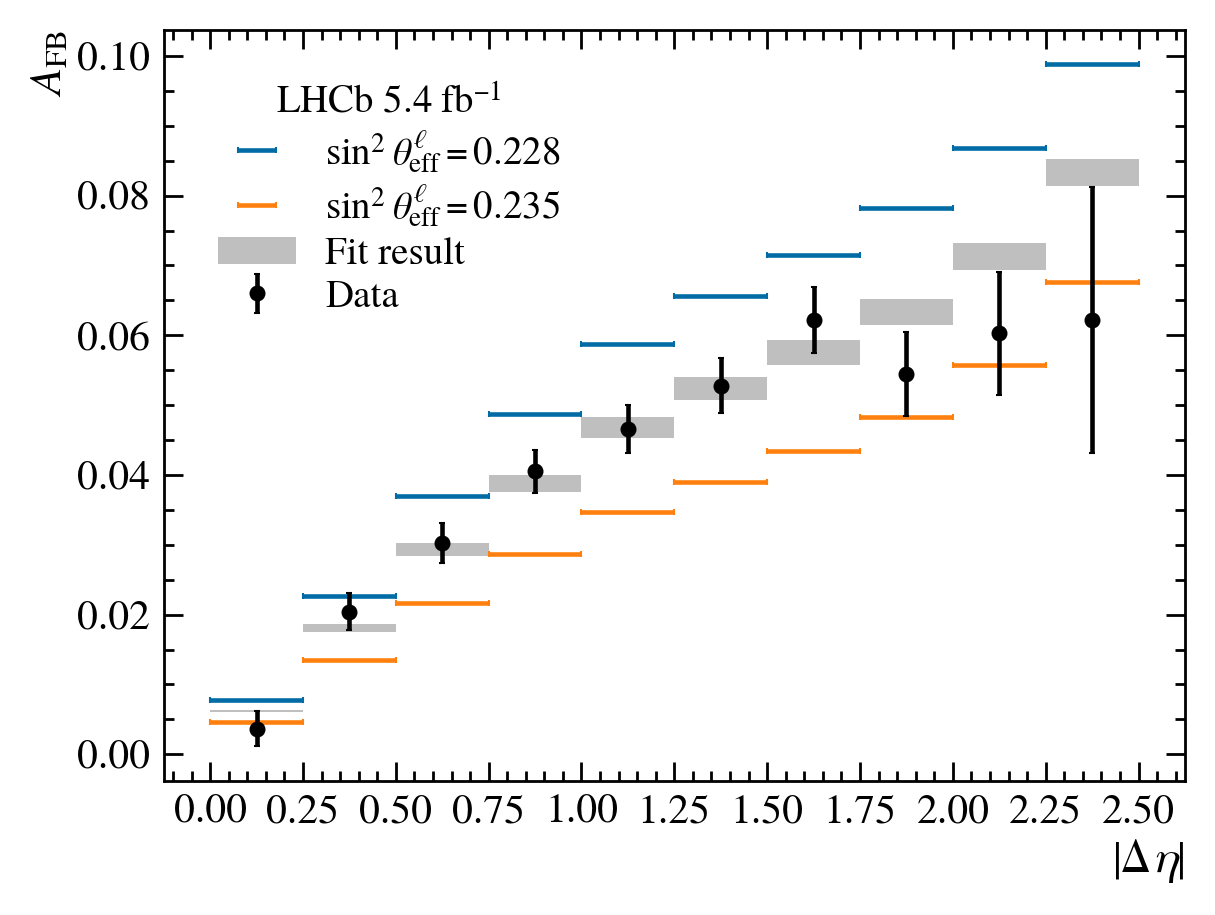 A_FB
0.10
0.08
0.06
0.04
0.02
0.00
LHCb 5.4 fb⁻¹
sin² θ^ℓ_eff = 0.228
sin² θ^ℓ_eff = 0.235
Fit result
Data
0.00 0.25 0.50 0.75 1.00 1.25 1.50 1.75 2.00 2.25 2.50
|Δη|